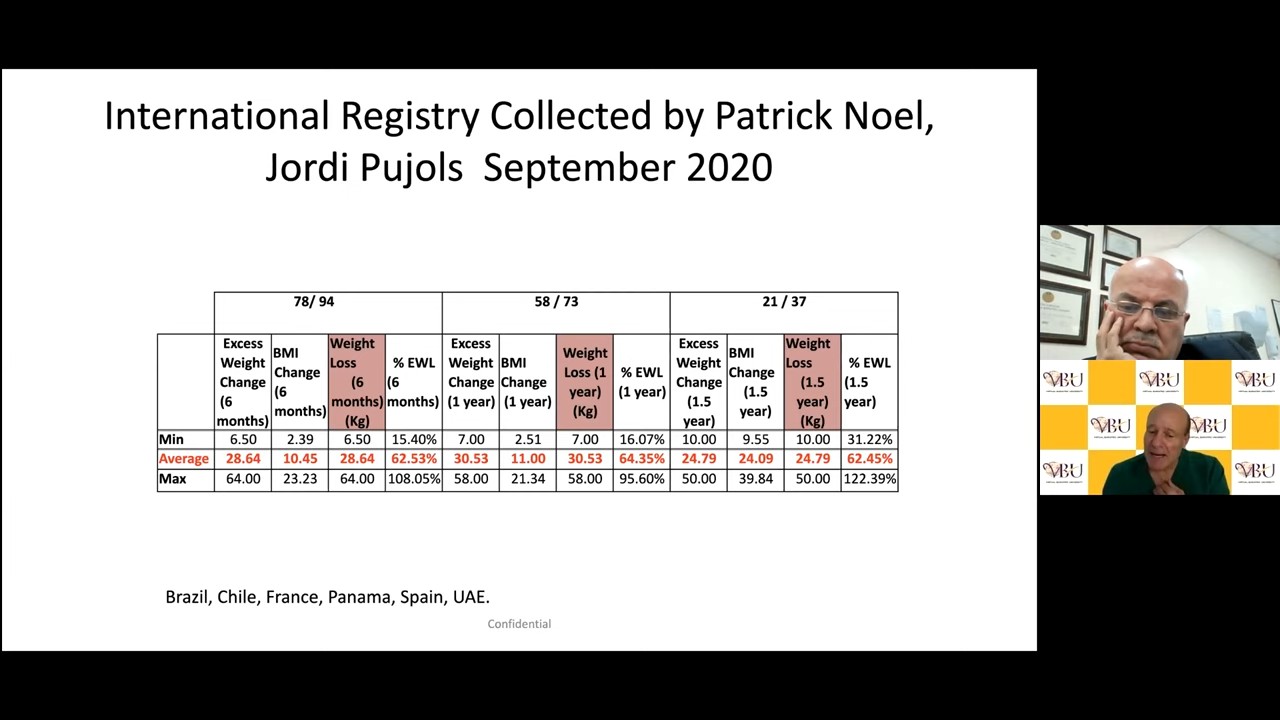 International Registry Collected by Patrick Noel,
Jordi Pujols September 2020
78/ 94 58 / 73 21 / 37
Excess Weight Change (6 months) BMI Change (6 months) Weight Loss (6 months) (Kg) % EWL (6 months) Excess Weight Change (1 year) BMI Change (1 year) Weight Loss (1 year) (Kg) % EWL (1 year) Excess Weight Change (1.5 year) BMI Change (1.5 year) Weight Loss (1.5 year) (Kg) % EWL (1.5 year)
Min 6.50 2.39 6.50 15.40% 7.00 2.51 7.00 16.07% 10.00 9.55 10.00 31.22%
Average 28.64 10.45 28.64 62.53% 30.53 11.00 30.53 64.35% 24.79 24.09 24.79 62.45%
Max 64.00 23.23 64.00 108.05% 58.00 21.34 58.00 95.60% 50.00 39.84 50.00 122.39%
Brazil, Chile, France, Panama, Spain, UAE.
Confidential
VBU
VBU
VBU
VBU
VBU
VBU
VBU